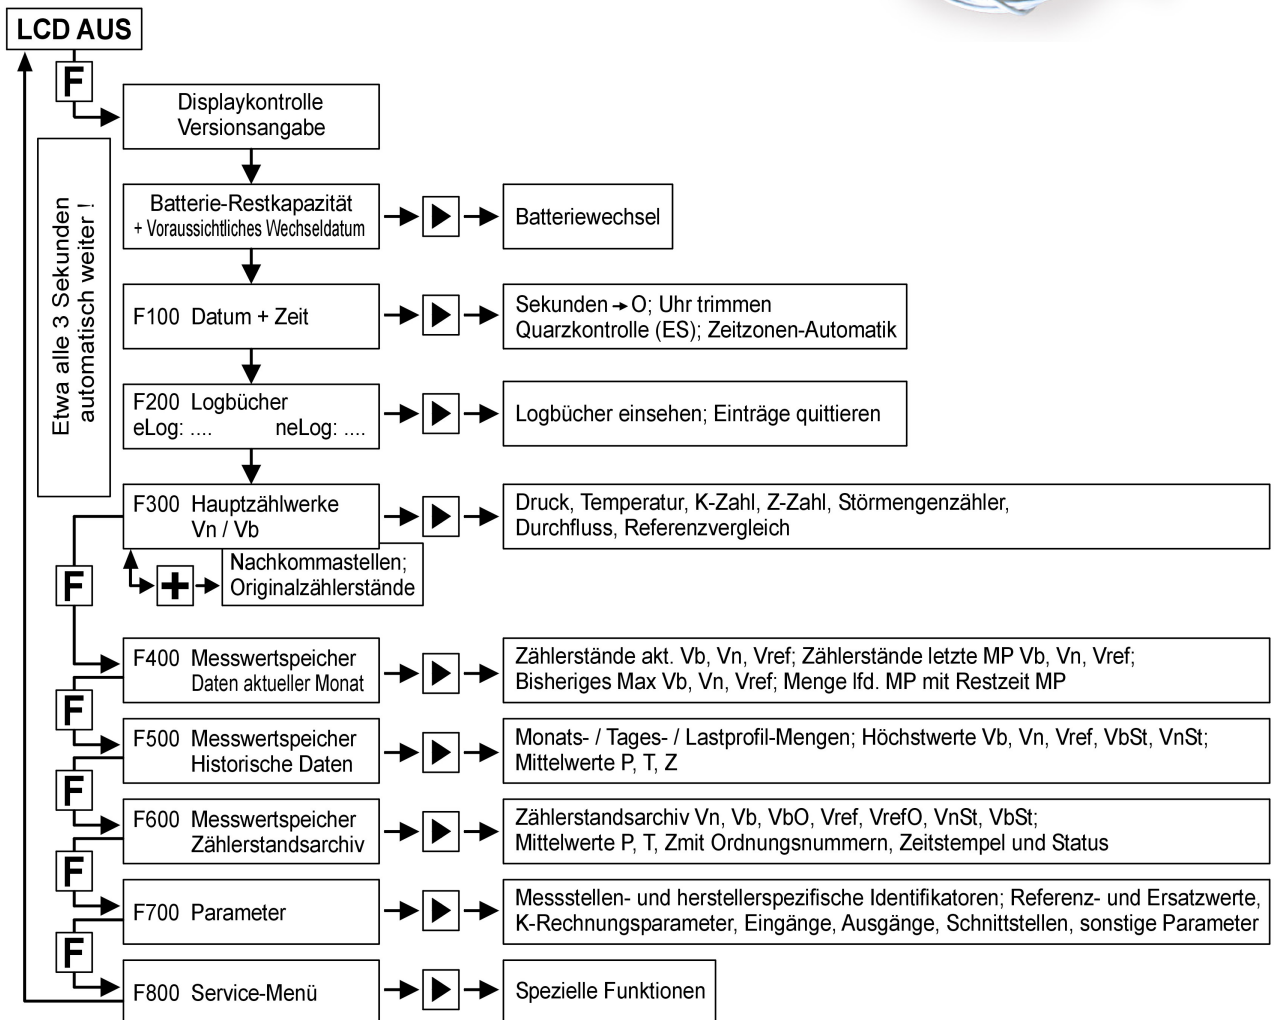 LCD AUS
F
Displaykontrolle
Versionsangabe
Etwa alle 3 Sekunden
automatisch weiter !
Batterie-Restkapazität
+ Voraussichtliches Wechseldatum
Batteriewechsel
F100 Datum + Zeit
Sekunden → O; Uhr trimmen
Quarzkontrolle (ES); Zeitzonen-Automatik
F200 Logbücher
eLog: .... neLog: ....
Logbücher einsehen; Einträge quittieren
F300 Hauptzählwerke
Vn / Vb
Druck, Temperatur, K-Zahl, Z-Zahl, Störmengenzähler,
Durchfluss, Referenzvergleich
+
Nachkommastellen;
Originalzählerstände
F
F400 Messwertspeicher
Daten aktueller Monat
Zählerstände akt. Vb, Vn, Vref; Zählerstände letzte MP Vb, Vn, Vref;
Bisheriges Max Vb, Vn, Vref; Menge lfd. MP mit Restzeit MP
F
F500 Messwertspeicher
Historische Daten
Monats- / Tages- / Lastprofil-Mengen; Höchstwerte Vb, Vn, Vref, VbSt, VnSt;
Mittelwerte P, T, Z
F
F600 Messwertspeicher
Zählerstandsarchiv
Zählerstandsarchiv Vn, Vb, VbO, Vref, VrefO, VnSt, VbSt;
Mittelwerte P, T, Zmit Ordnungsnummern, Zeitstempel und Status
F
F700 Parameter
Messstellen- und herstellerspezifische Identifikatoren; Referenz- und Ersatzwerte,
K-Rechnungsparameter, Eingänge, Ausgänge, Schnittstellen, sonstige Parameter
F
F800 Service-Menü
Spezielle Funktionen